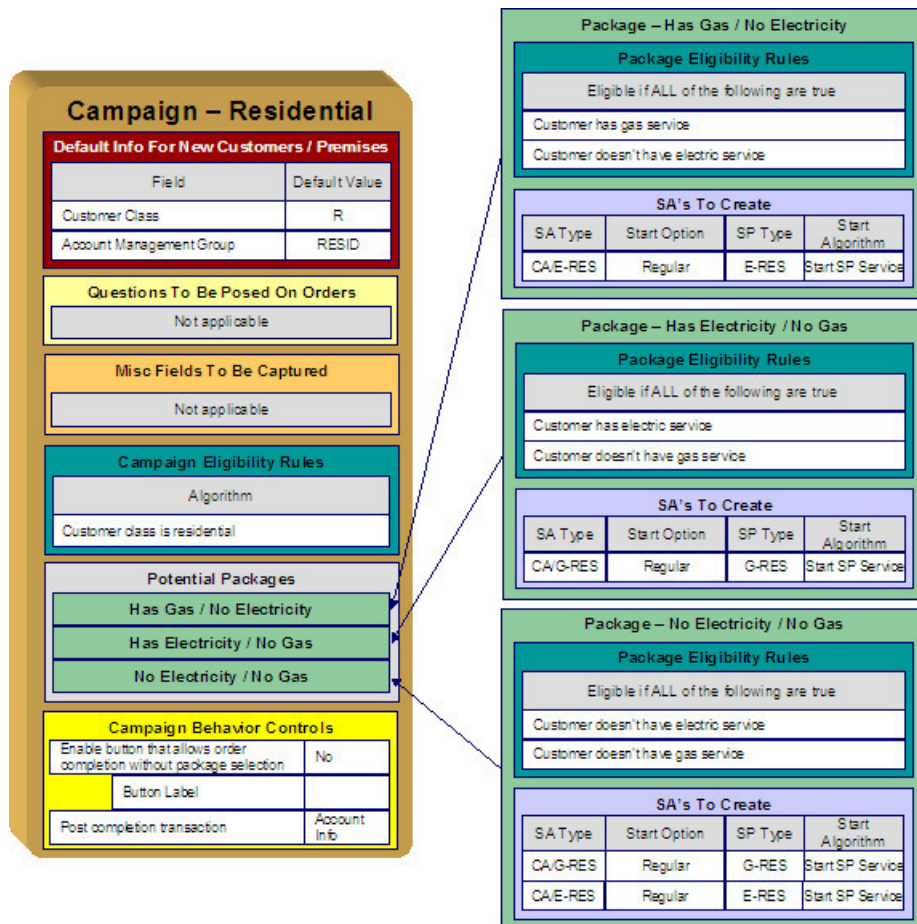 Campaign – Residential
Default Info For New Customers / Premises
Field Default Value
Customer Class R
Account Management Group RESID
Questions To Be Posed On Orders
Not applicable
Misc Fields To Be Captured
Not applicable
Campaign Eligibility Rules
Algorithm
Customer class is residential
Potential Packages
Has Gas / No Electricity
Has Electricity / No Gas
No Electricity / No Gas
Campaign Behavior Controls
Enable button that allows order
completion without package selection No
Button Label
Post completion transaction Account
Info
Package – Has Gas / No Electricity
Package Eligibility Rules
Eligible if ALL of the following are true
Customer has gas service
Customer doesn't have electric service
SA's To Create
SA Type Start Option SP Type Start
Algorithm
CA/E-RES Regular E-RES Start SP Service
Package – Has Electricity / No Gas
Package Eligibility Rules
Eligible if ALL of the following are true
Customer has electric service
Customer doesn't have gas service
SA's To Create
SA Type Start Option SP Type Start
Algorithm
CA/G-RES Regular G-RES Start SP Service
Package – No Electricity / No Gas
Package Eligibility Rules
Eligible if ALL of the following are true
Customer doesn't have electric service
Customer doesn't have gas service
SA's To Create
SA Type Start Option SP Type Start
Algorithm
CA/G-RES Regular G-RES Start SP Service
CA/E-RES Regular E-RES Start SP Service